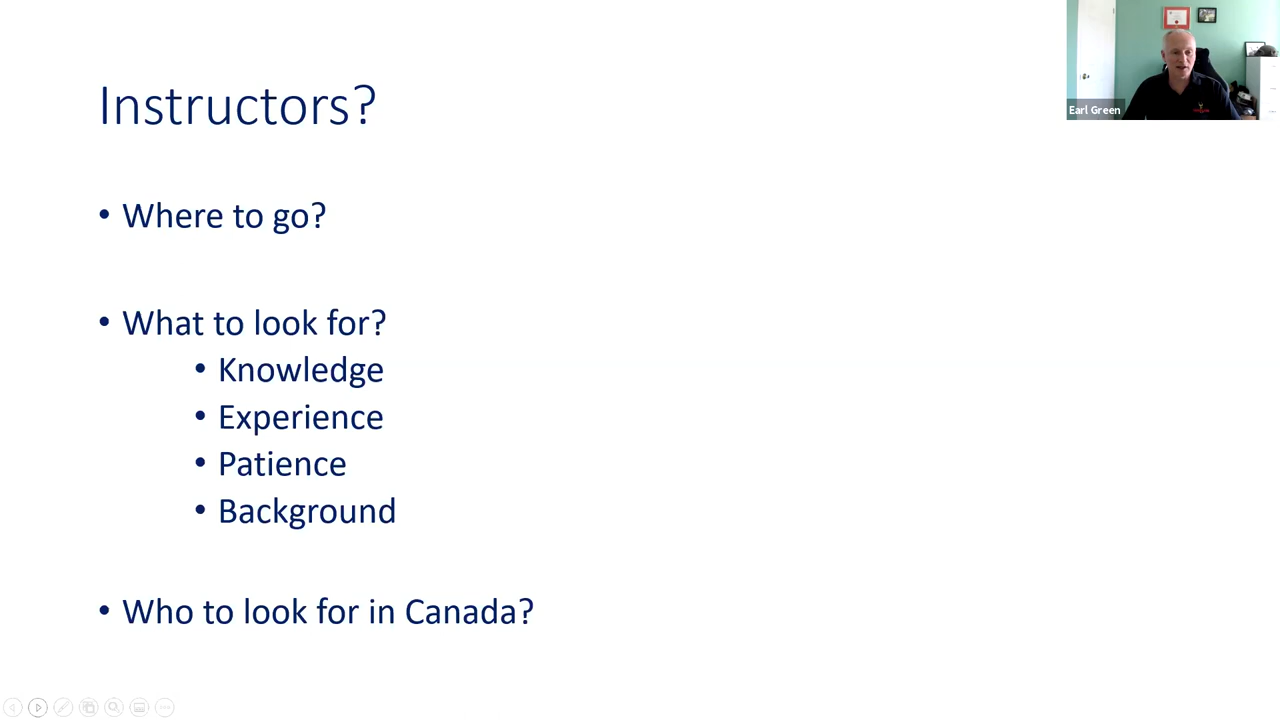 Instructors?
• Where to go?
• What to look for?
• Knowledge
• Experience
• Patience
• Background
• Who to look for in Canada?
Earl Green